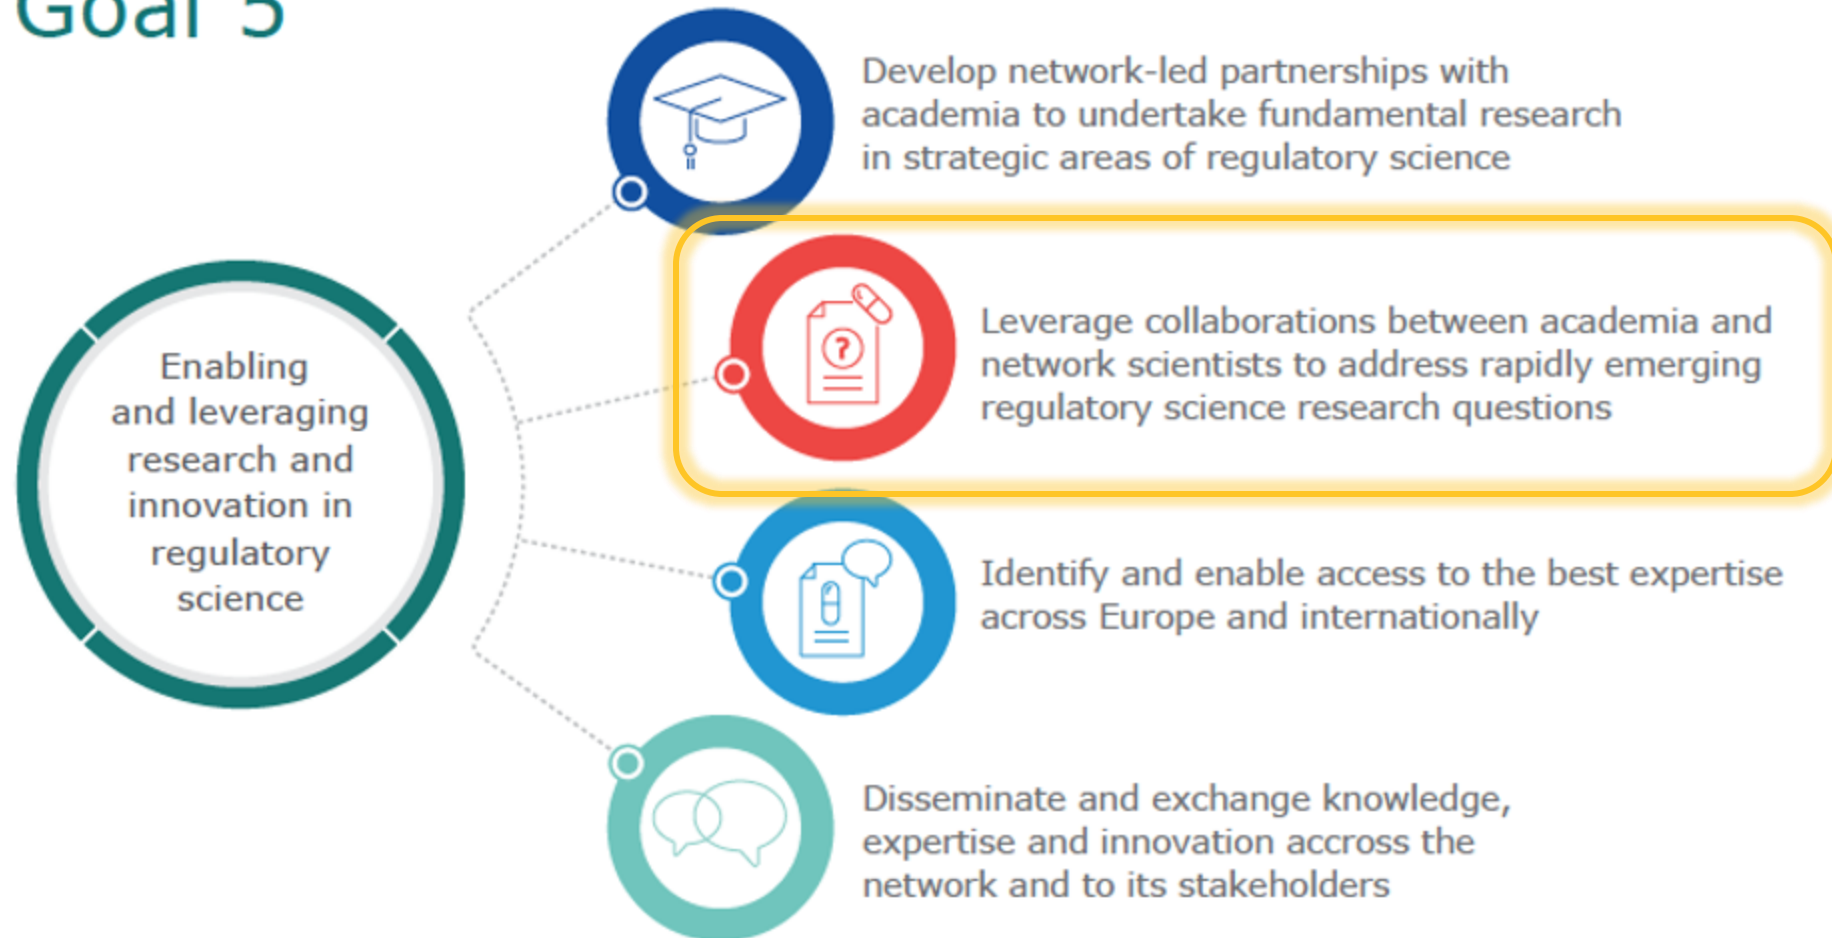 Goal 5
Develop network-led partnerships with
academia to undertake fundamental research
in strategic areas of regulatory science
Enabling
and leveraging
research and
innovation in
regulatory
science
?
Leverage collaborations between academia and
network scientists to address rapidly emerging
regulatory science research questions
Identify and enable access to the best expertise
across Europe and internationally
Disseminate and exchange knowledge,
expertise and innovation accross the
network and to its stakeholders